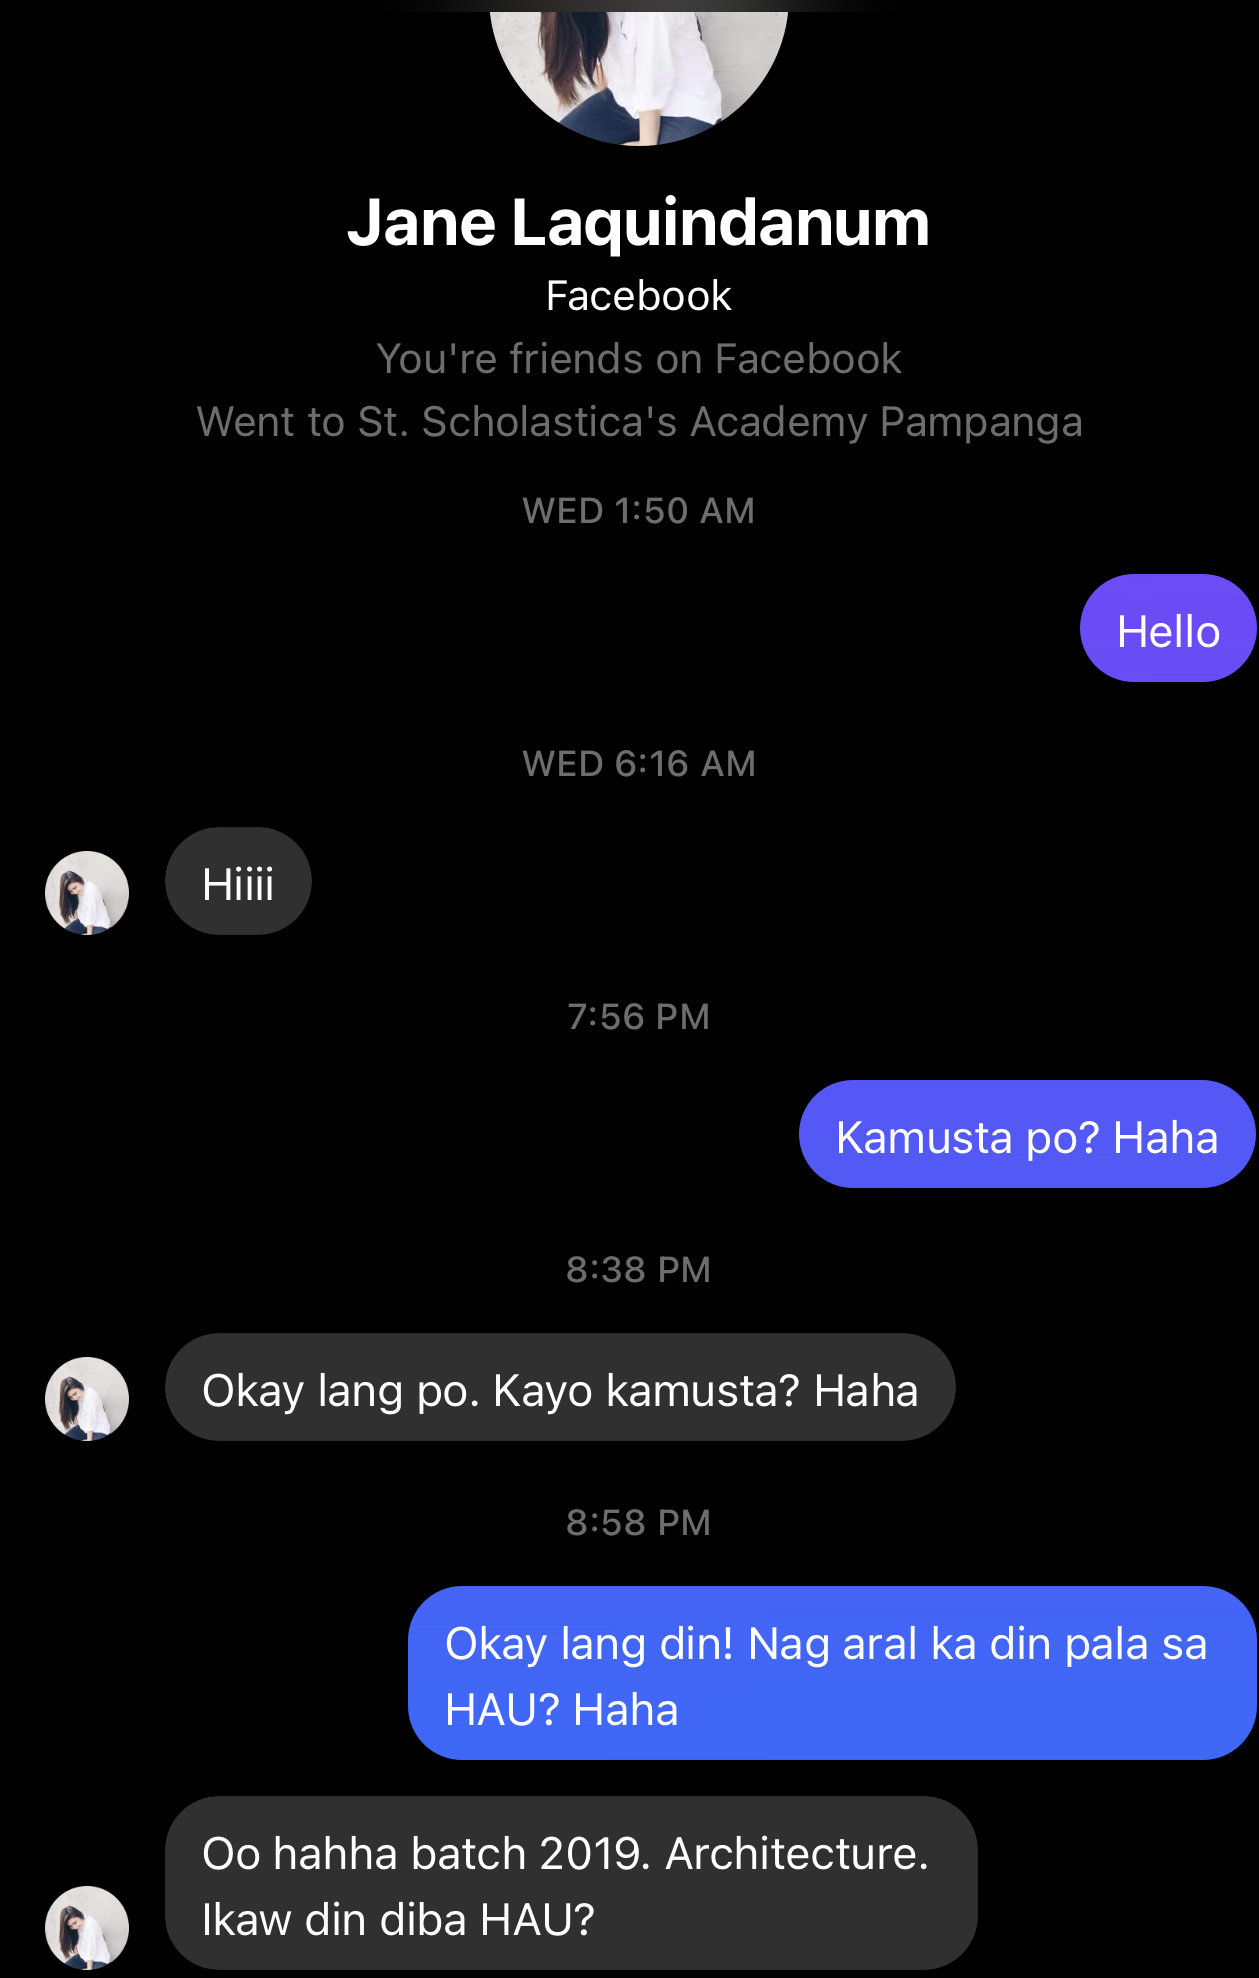 Jane Laquindanum
Facebook
You're friends on Facebook
Went to St. Scholastica's Academy Pampanga
WED 1:50 AM
Hello
WED 6:16 AM
Hiiii
7:56 PM
Kamusta po? Haha
8:38 PM
Okay lang po. Kayo kamusta? Haha
8:58 PM
Okay lang din! Nag aral ka din pala sa
HAU? Haha
Oo hahha batch 2019. Architecture.
Ikaw din diba HAU?